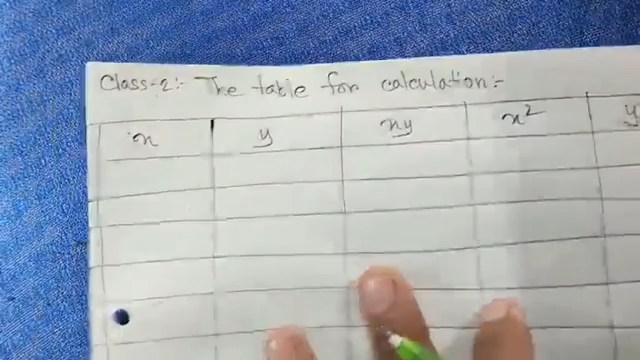 Class-2:- The table for calculation:-
x y xy x² y